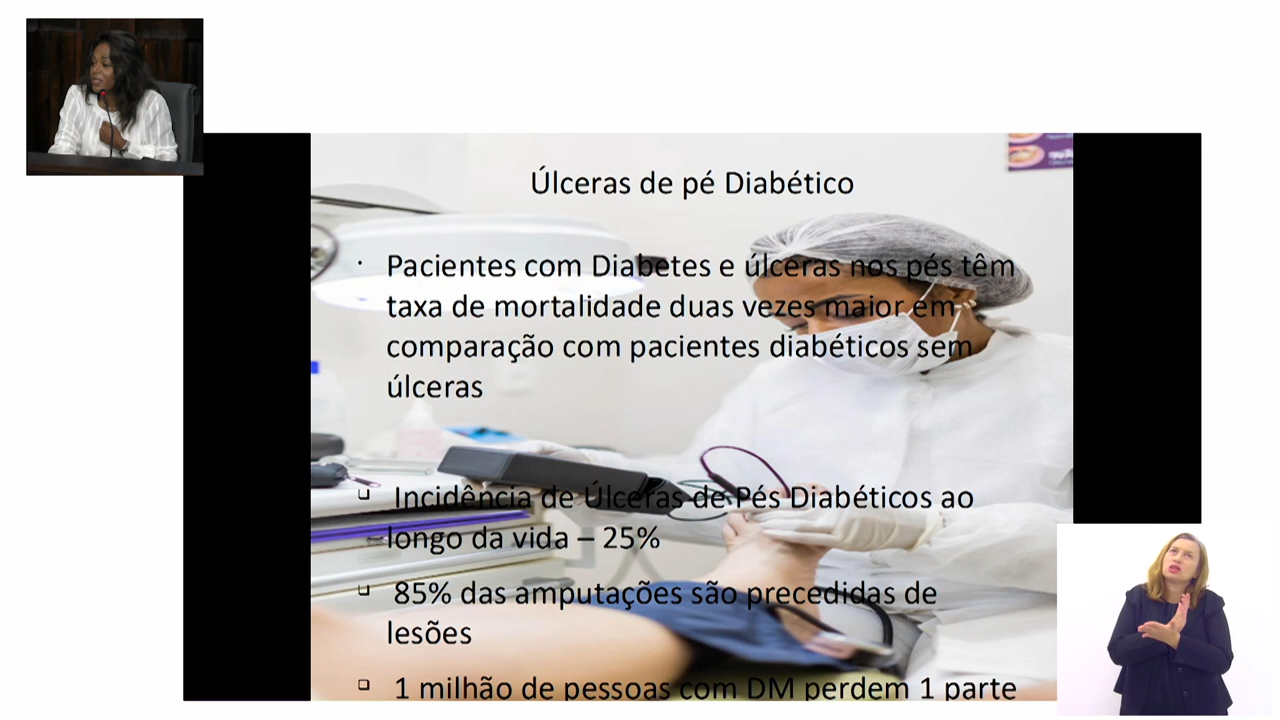 Úlceras de pé Diabético
Pacientes com Diabetes e úlceras nos pés têm
taxa de mortalidade duas vezes maior em
comparação com pacientes diabéticos sem
úlceras
Incidência de Úlceras de Pés Diabéticos ao
longo da vida – 25%
85% das amputações são precedidas de
lesões
1 milhão de pessoas com DM perdem 1 parte